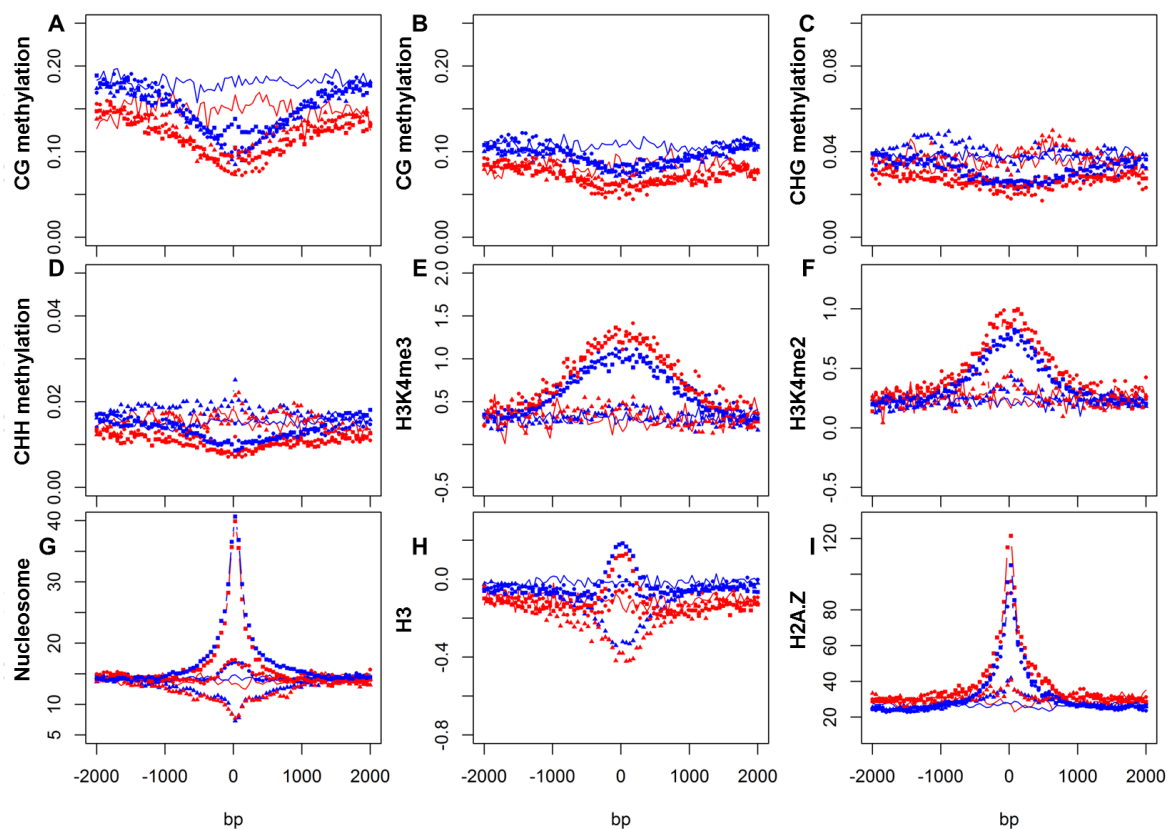 A
B
C
CG methylation
0.00 0.10 0.20
CG methylation
0.00 0.10 0.20
CHG methylation
0.00 0.04 0.08
D
E
F
CHH methylation
0.00 0.02 0.04
H3K4me3
-0.5 0.5 1.0 1.5 2.0
H3K4me2
-0.5 0.0 0.5 1.0
G
H
I
Nucleosome
5 10 20 30 40
H3
-0.8 -0.4 0.0
H2A.Z
20 40 60 80 120
-2000 -1000 0 1000 2000
-2000 -1000 0 1000 2000
-2000 -1000 0 1000 2000
bp
bp
bp